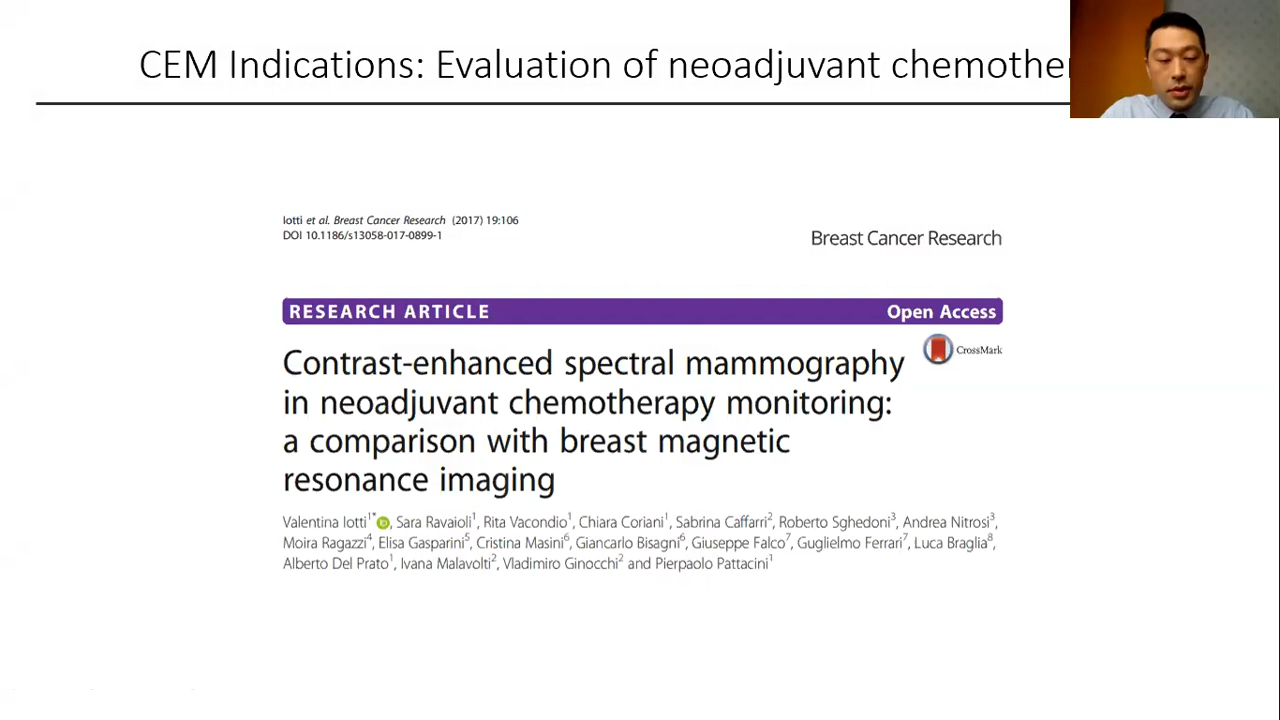 CEM Indications: Evaluation of neoadjuvant chemother
Iotti et al. Breast Cancer Research (2017) 19:106
DOI 10.1186/s13058-017-0899-1
Breast Cancer Research
RESEARCH ARTICLE
Open Access
CrossMark
Contrast-enhanced spectral mammography
in neoadjuvant chemotherapy monitoring:
a comparison with breast magnetic
resonance imaging
Valentina Iotti1*, Sara Ravaioli1, Rita Vacondio1, Chiara Coriani1, Sabrina Caffarri2, Roberto Sghedoni3, Andrea Nitrosi3,
Moira Ragazzi4, Elisa Gasparini5, Cristina Masini6, Giancarlo Bisagni6, Giuseppe Falco7, Guglielmo Ferrari7, Luca Braglia8,
Alberto Del Prato1, Ivana Malavolti2, Vladimiro Ginocchi2 and Pierpaolo Pattacini1